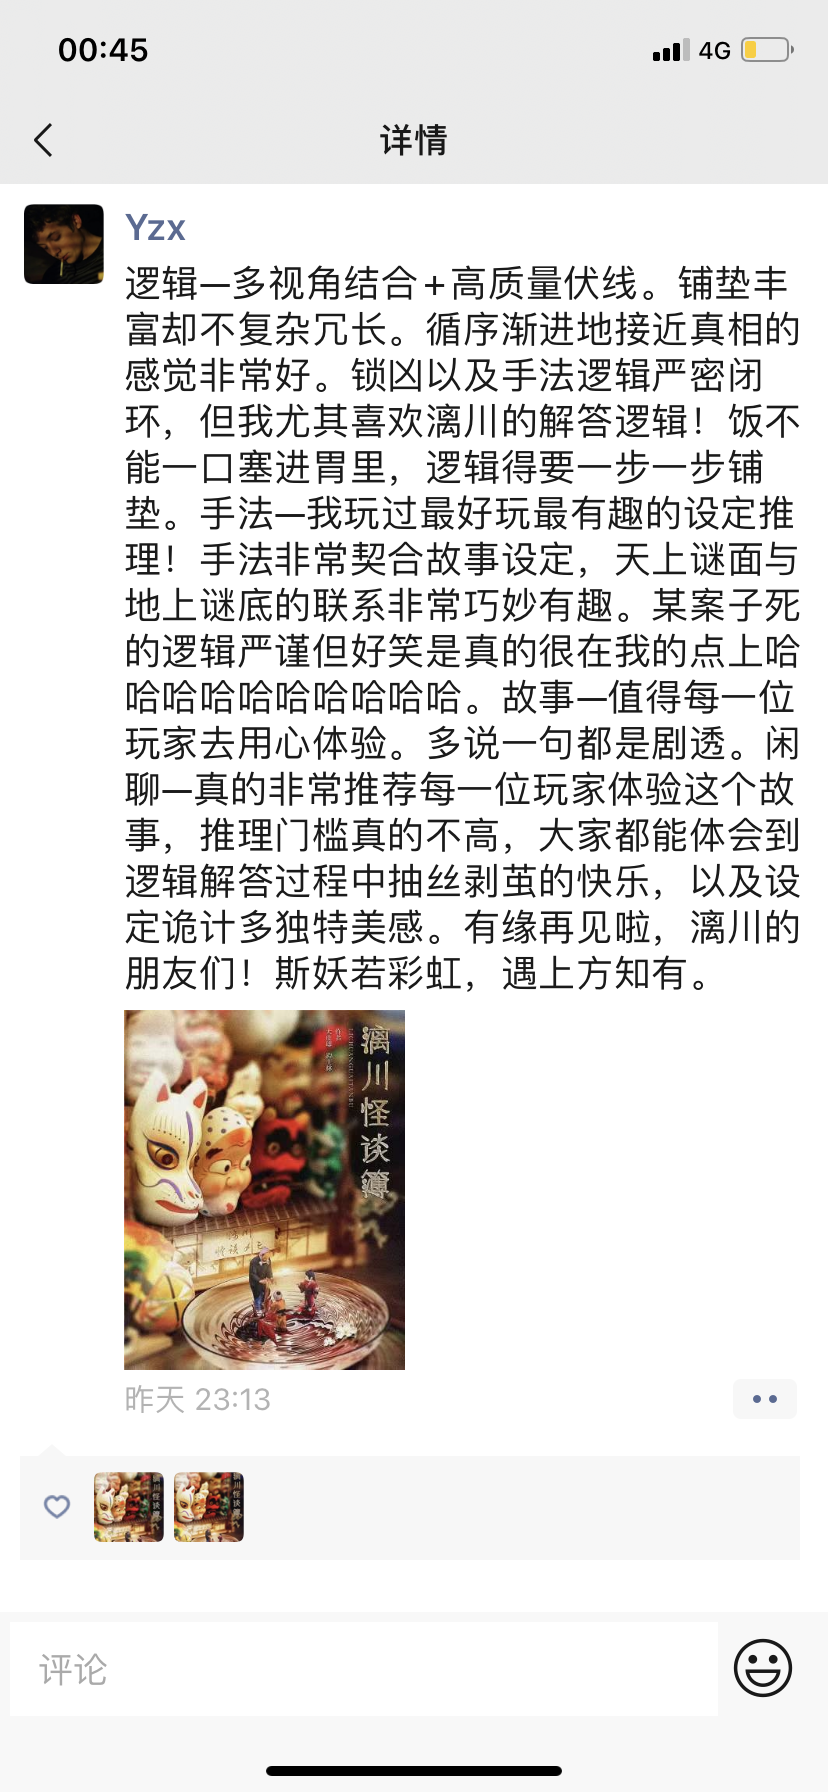 00:45
4G
详情
Yzx
逻辑—多视角结合+高质量伏线。铺垫丰
富却不复杂冗长。循序渐进地接近真相的
感觉非常好。锁凶以及手法逻辑严密闭
环，但我尤其喜欢漓川的解答逻辑！饭不
能一口塞进胃里，逻辑得要一步一步铺
垫。手法—我玩过最好玩最有趣的设定推
理！手法非常契合故事设定，天上谜面与
地上谜底的联系非常巧妙有趣。某案子死
的逻辑严谨但好笑是真的很在我的点上哈
哈哈哈哈哈哈哈哈哈。故事—值得每一位
玩家去用心体验。多说一句都是剧透。闲
聊—真的非常推荐每一位玩家体验这个故
事，推理门槛真的不高，大家都能体会到
逻辑解答过程中抽丝剥茧的快乐，以及设
定诡计多独特美感。有缘再见啦，漓川的
朋友们！斯妖若彩虹，遇上方知有。
漓川怪谈簿
昨天 23:13
评论